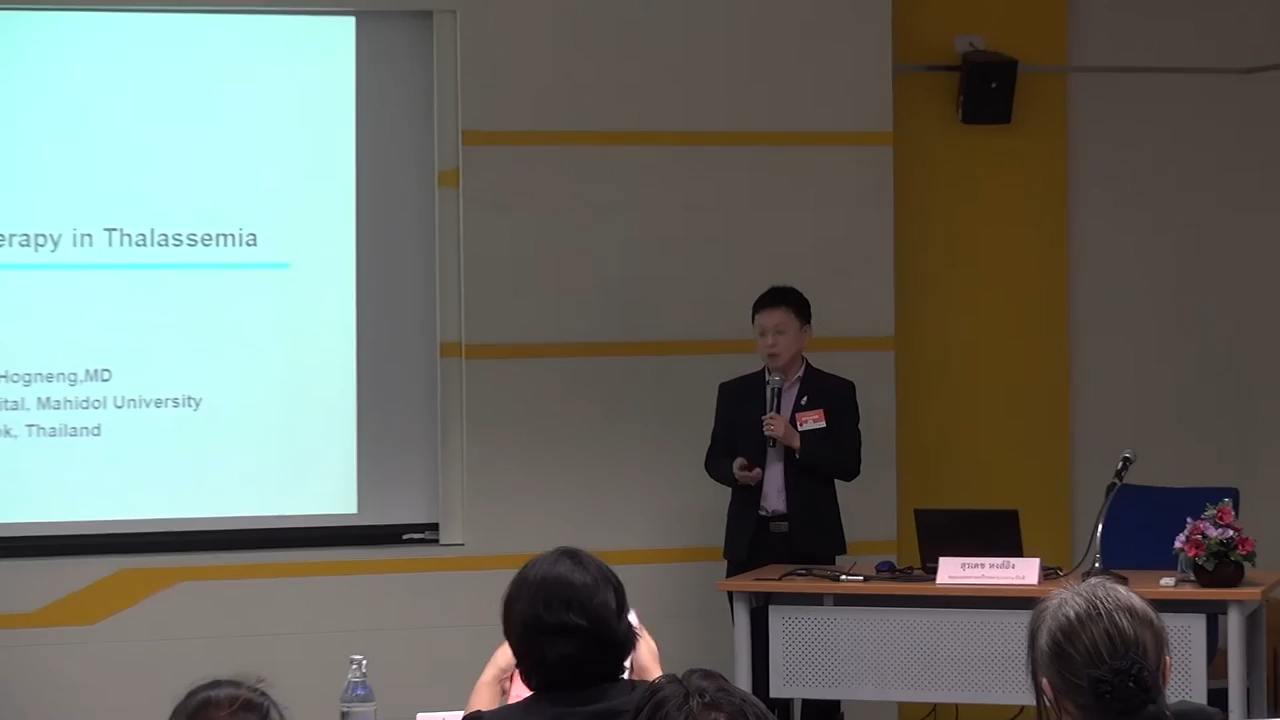 erapy in Thalassemia
Hogneng,MD
ital, Mahidol University
ok, Thailand
สุรเดช หงส์อิง